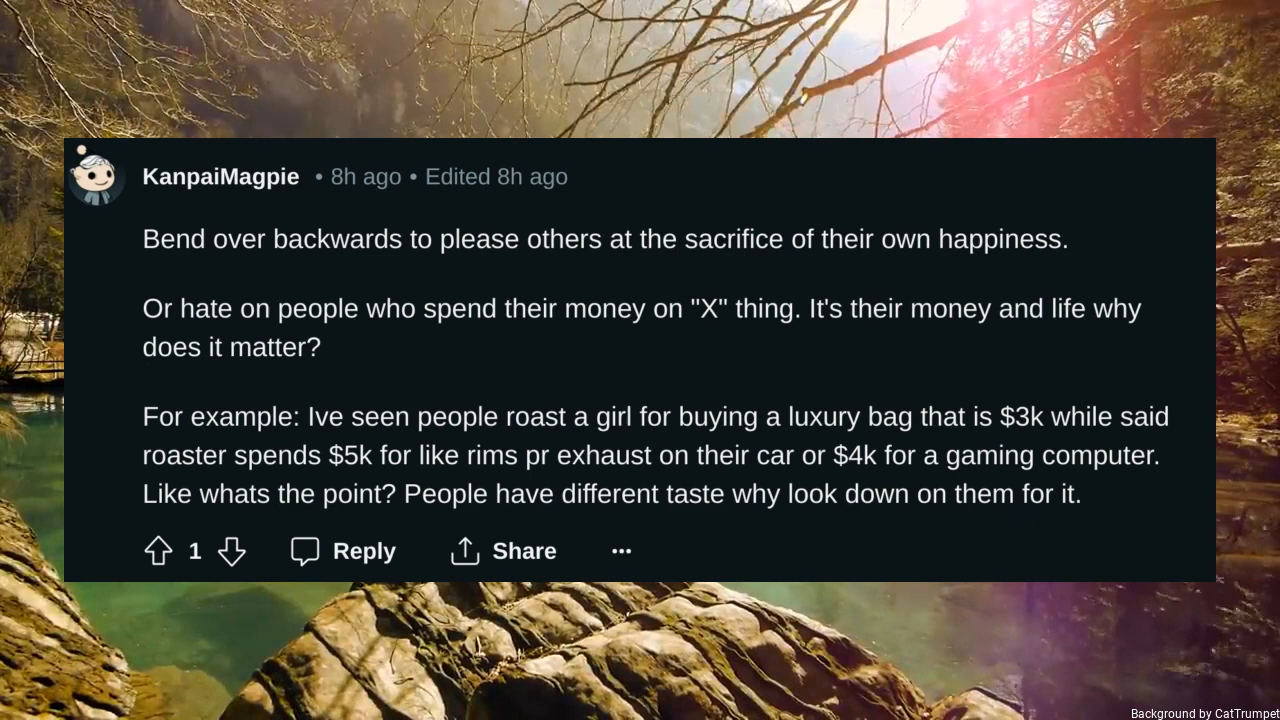 KanpaiMagpie • 8h ago • Edited 8h ago
Bend over backwards to please others at the sacrifice of their own happiness.
Or hate on people who spend their money on "X" thing. It's their money and life why
does it matter?
For example: Ive seen people roast a girl for buying a luxury bag that is $3k while said
roaster spends $5k for like rims pr exhaust on their car or $4k for a gaming computer.
Like whats the point? People have different taste why look down on them for it.
1 Reply Share ...
Background by CatTrumpet